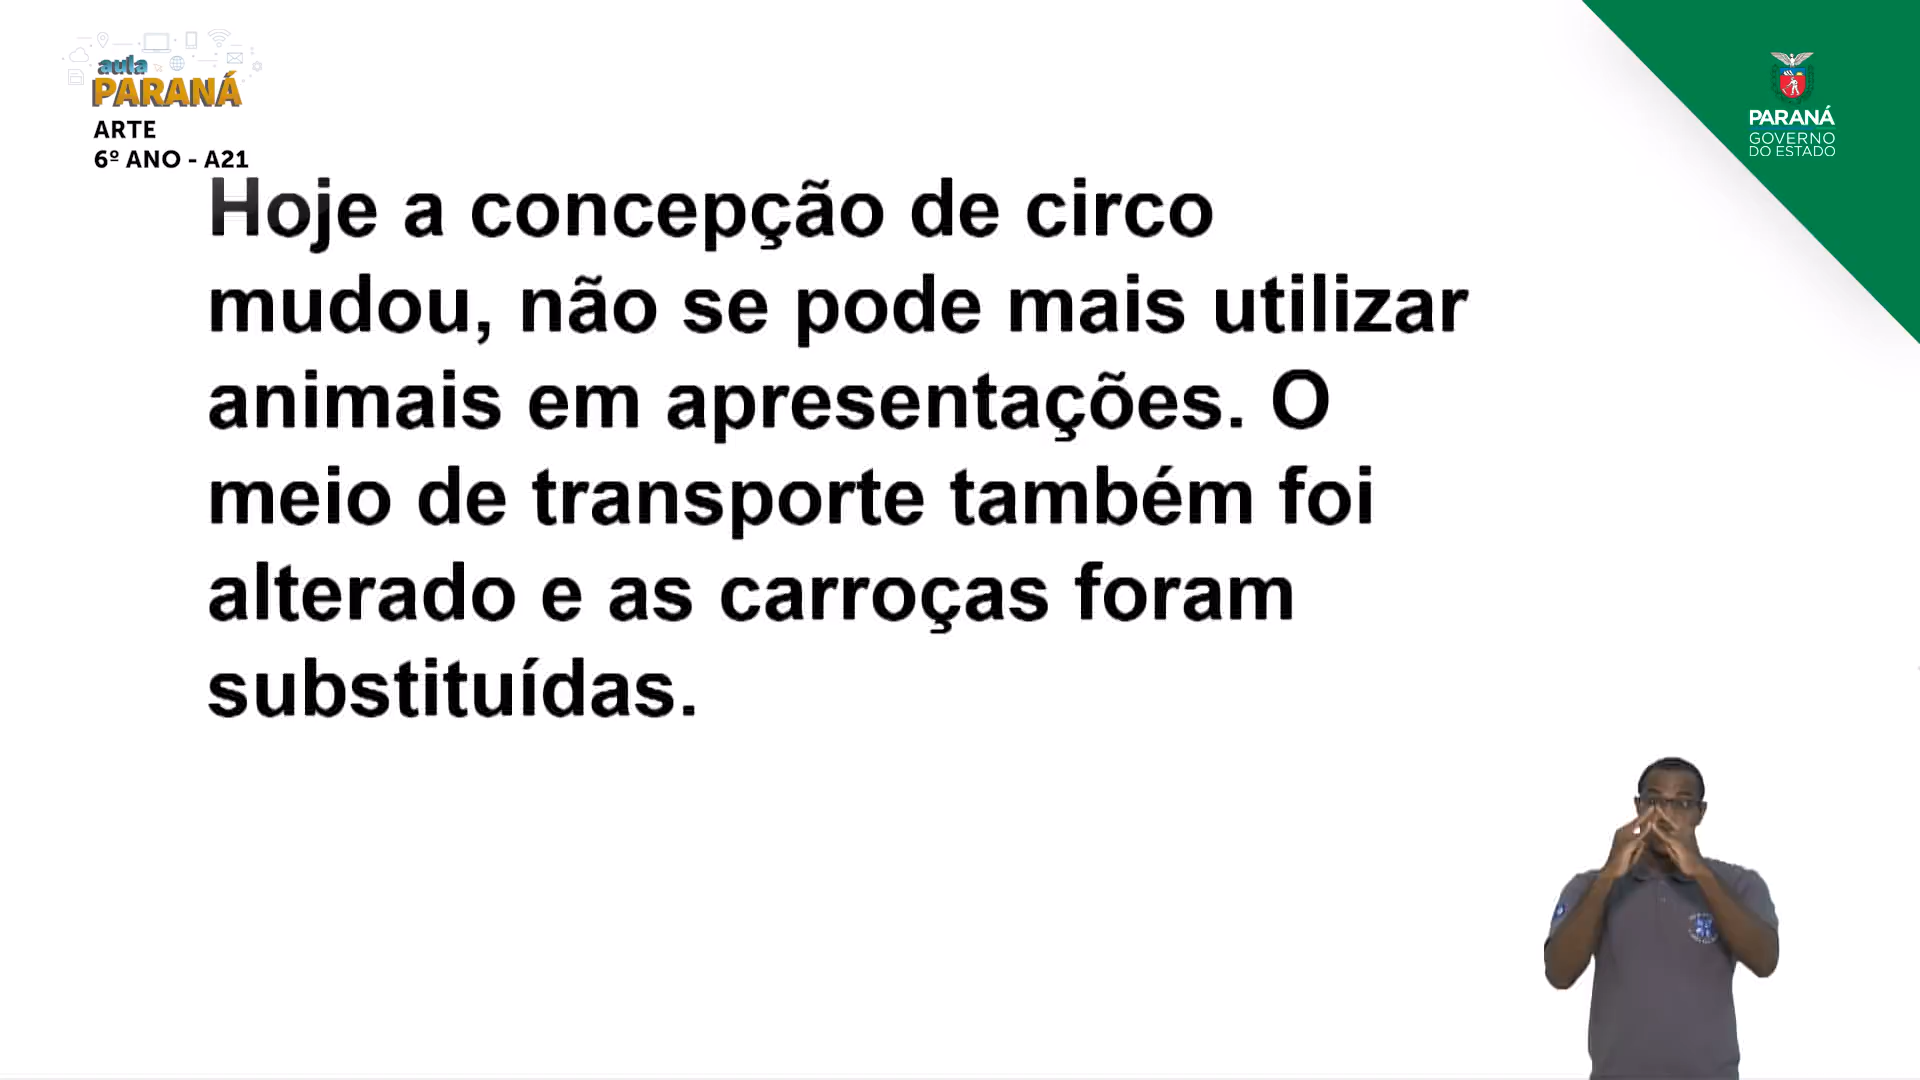 aula
PARANÁ
ARTE
6º ANO - A21
PARANÁ
GOVERNO
DO ESTADO
Hoje a concepção de circo
mudou, não se pode mais utilizar
animais em apresentações. O
meio de transporte também foi
alterado e as carroças foram
substituídas.